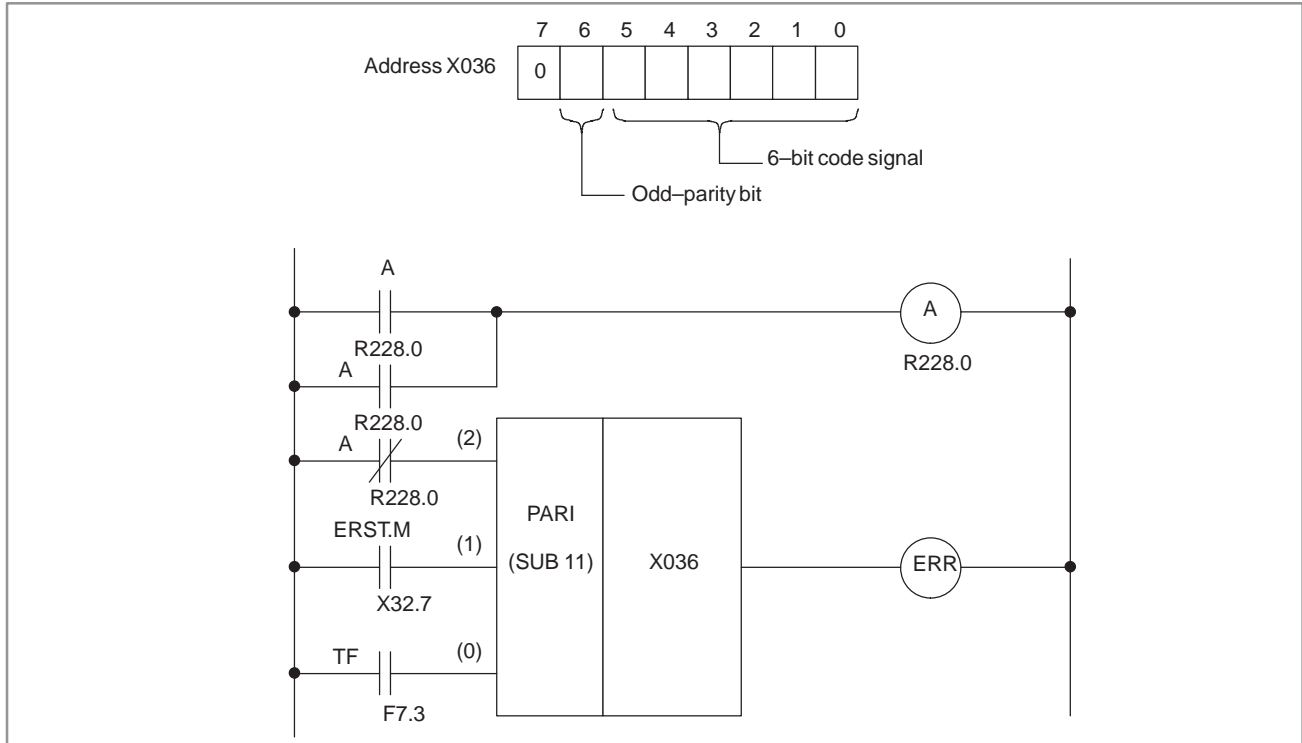 7 6 5 4 3 2 1 0
Address X036
0
6–bit code signal
Odd–parity bit
A
A
R228.0
R228.0
A
R228.0
A
(2)
R228.0
PARI
ERST.M
(1)
(SUB 11)
X036
ERR
X32.7
TF
(0)
F7.3